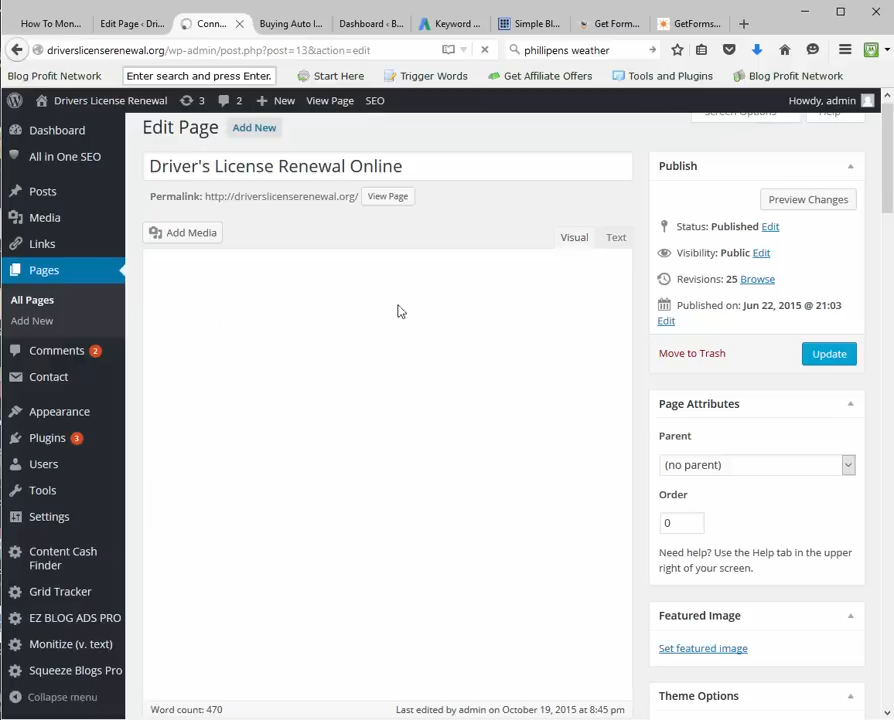 How To Mon...
Edit Page ‹ Dri...
Conn...
Buying Auto I...
Dashboard ‹ B...
Keyword ...
Simple Bl...
Get Form...
GetForms...
driverslicenserenewal.org/wp-admin/post.php?post=13&action=edit
phillipens weather
Blog Profit Network
Enter search and press Enter.
Start Here
Trigger Words
Get Affiliate Offers
Tools and Plugins
Blog Profit Network
Drivers License Renewal
3
2
New
View Page
SEO
Howdy, admin
Screen Options
Help
Dashboard
All in One SEO
Posts
Media
Links
Pages
All Pages
Add New
Comments 2
Contact
Appearance
Plugins 3
Users
Tools
Settings
Content Cash
Finder
Grid Tracker
EZ BLOG ADS PRO
Monitize (v. text)
Squeeze Blogs Pro
Collapse menu
Edit Page Add New
Driver's License Renewal Online
Permalink: http://driverslicenserenewal.org/ View Page
Add Media
Visual Text
Word count: 470
Last edited by admin on October 19, 2015 at 8:45 pm
Publish
Preview Changes
Status: Published Edit
Visibility: Public Edit
Revisions: 25 Browse
Published on: Jun 22, 2015 @ 21:03
Edit
Move to Trash
Update
Page Attributes
Parent
(no parent)
Order
0
Need help? Use the Help tab in the upper
right of your screen.
Featured Image
Set featured image
Theme Options